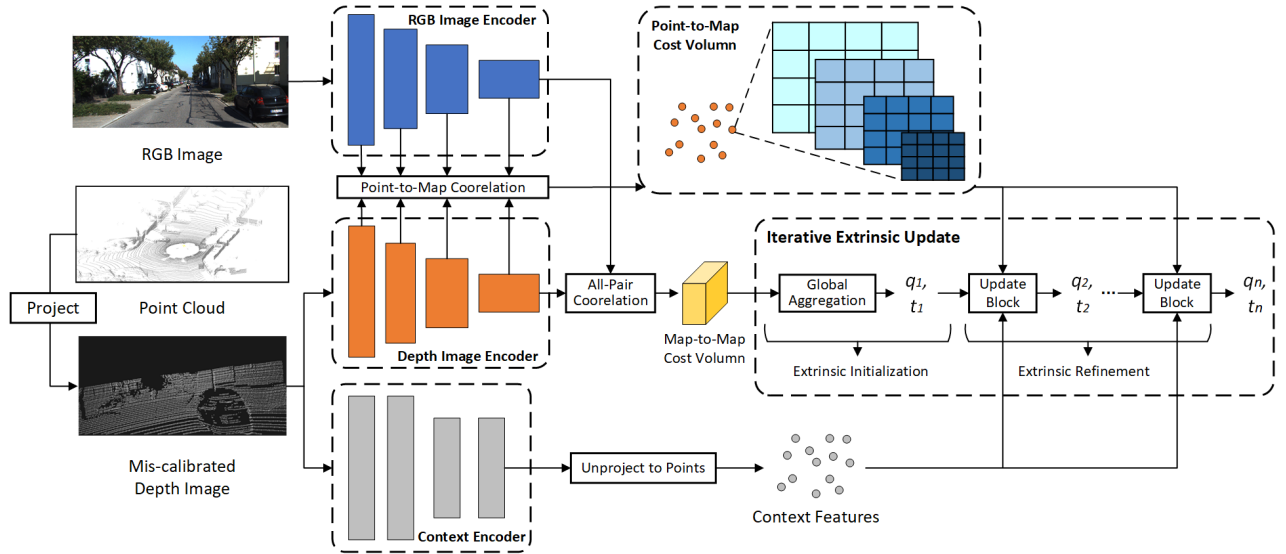 RGB Image Encoder
RGB Image
Point-to-Map
Cost Volumn
Point-to-Map Coorelation
Project
Point Cloud
Depth Image Encoder
All-Pair
Coorelation
Map-to-Map
Cost Volumn
Iterative Extrinsic Update
Global
Aggregation
q1,
t1
Update
Block
q2,
t2
...
Update
Block
qn,
tn
Extrinsic Initialization
Extrinsic Refinement
Mis-calibrated
Depth Image
Context Encoder
Unproject to Points
Context Features